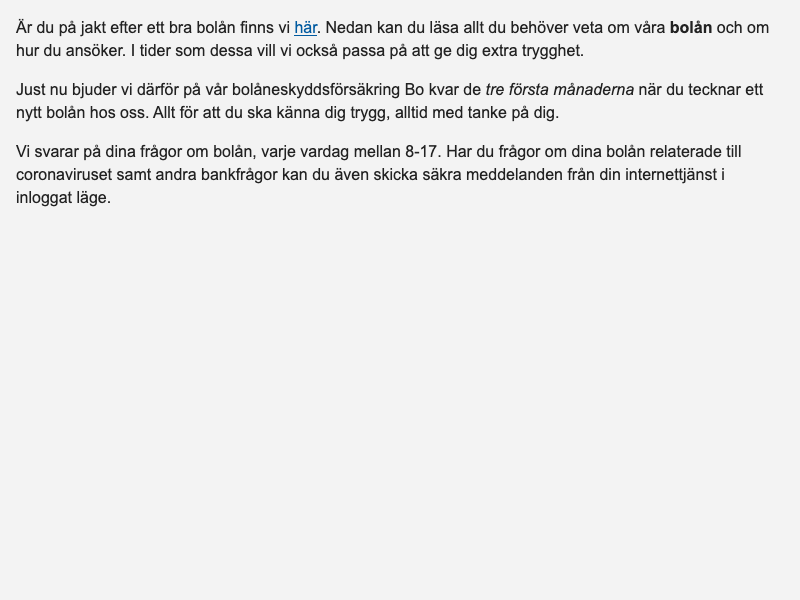 Är du på jakt efter ett bra bolån finns vi här. Nedan kan du läsa allt du behöver veta om våra bolån och om
hur du ansöker. I tider som dessa vill vi också passa på att ge dig extra trygghet.
Just nu bjuder vi därför på vår bolåneskyddsförsäkring Bo kvar de tre första månaderna när du tecknar ett
nytt bolån hos oss. Allt för att du ska känna dig trygg, alltid med tanke på dig.
Vi svarar på dina frågor om bolån, varje vardag mellan 8-17. Har du frågor om dina bolån relaterade till
coronaviruset samt andra bankfrågor kan du även skicka säkra meddelanden från din internettjänst i
inloggat läge.